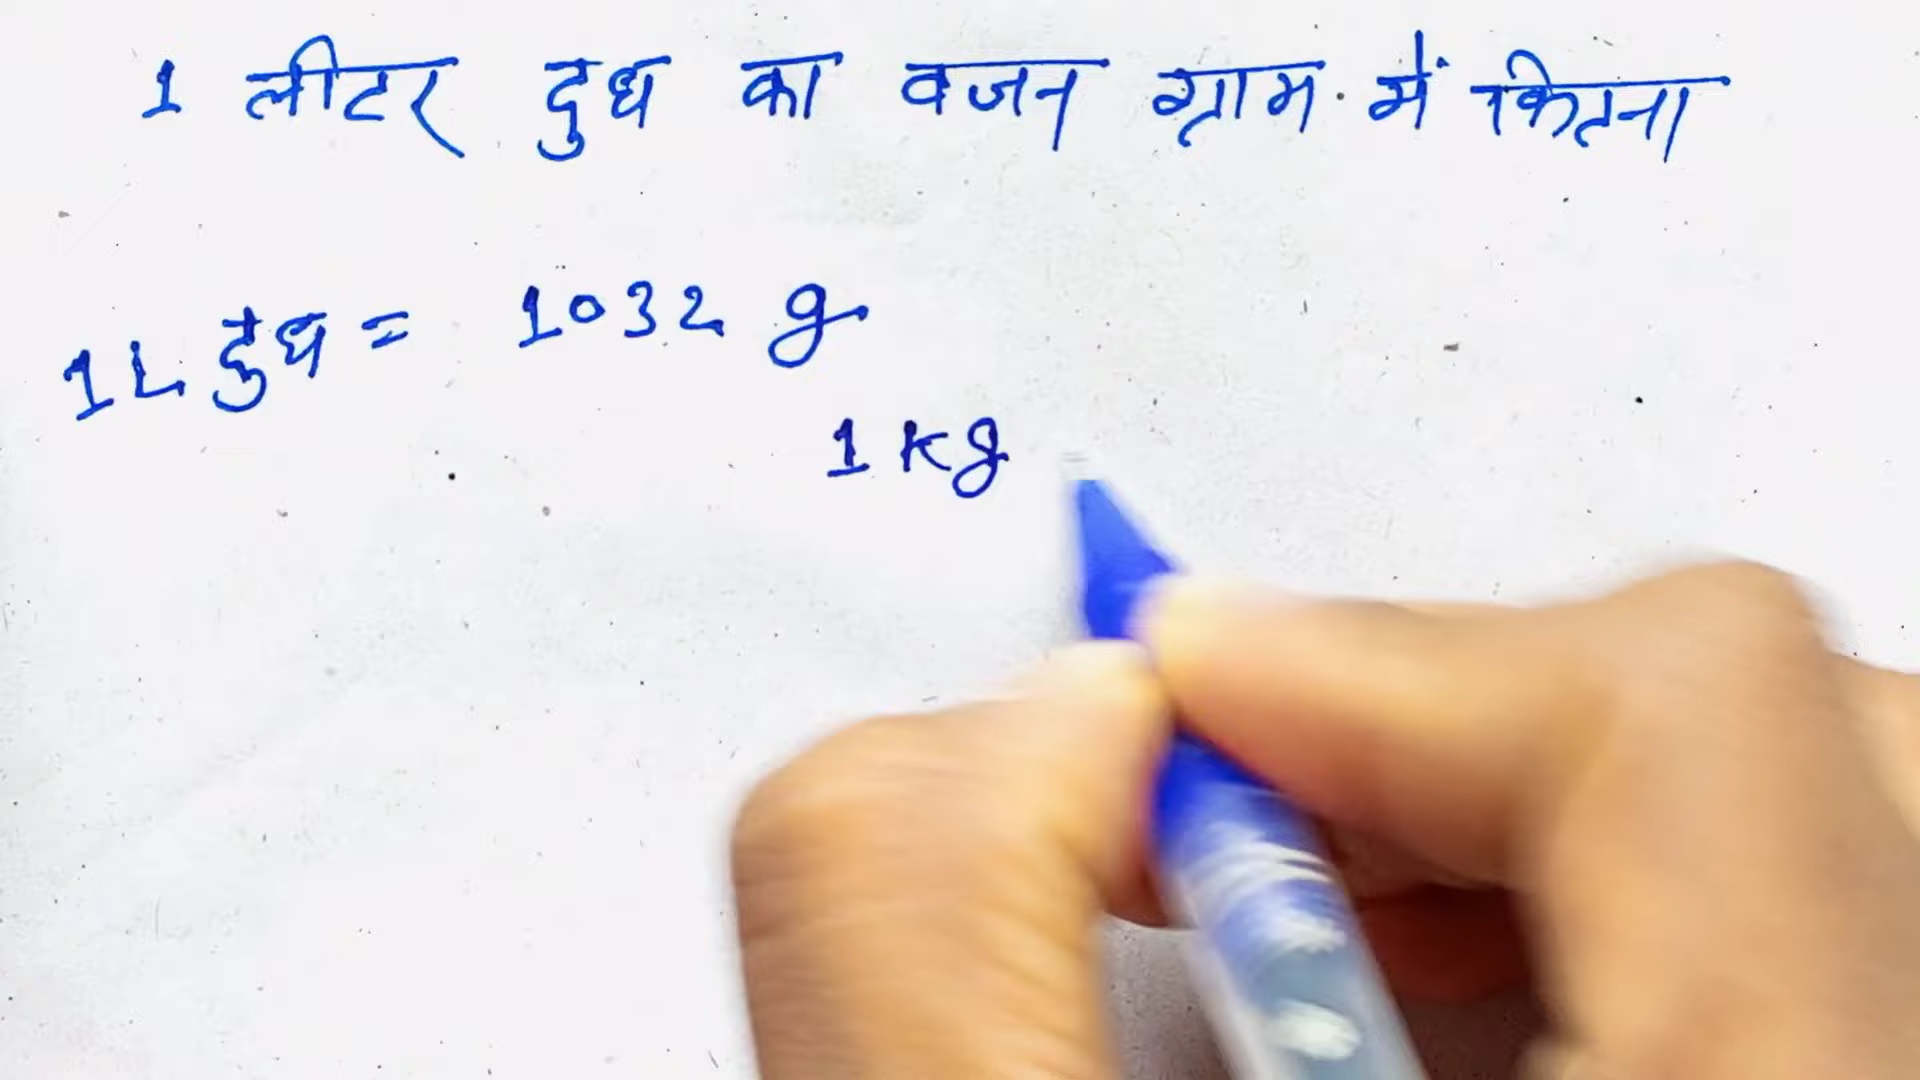 1 लीटर दुध का वजन ग्राम में कितना
1L दुध = 1032 g
1 kg